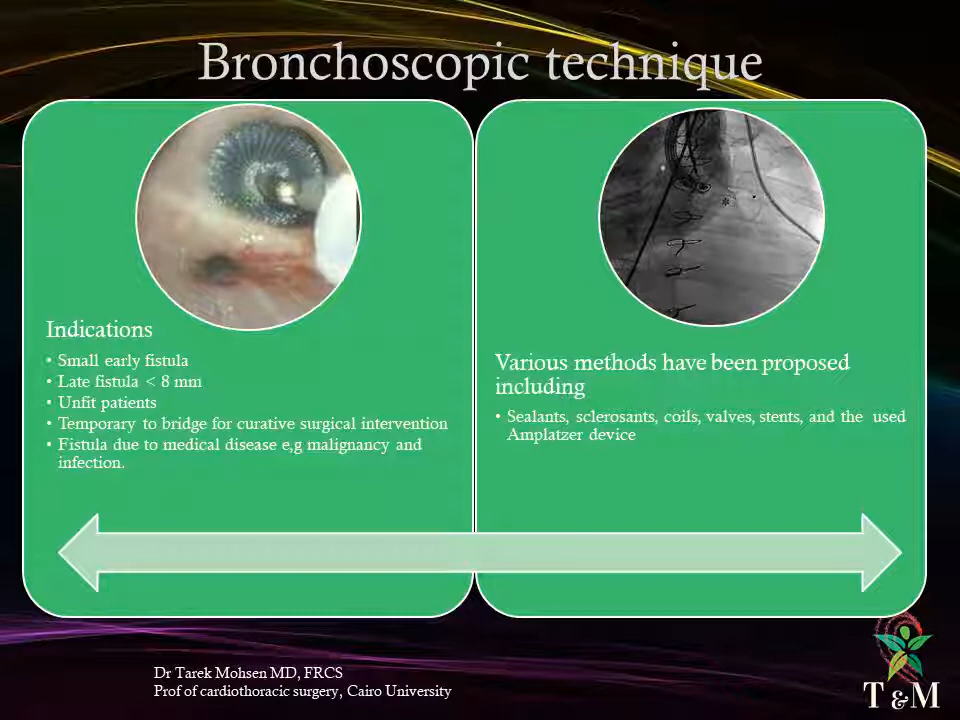 Bronchoscopic technique
Indications
• Small early fistula
• Late fistula < 8 mm
• Unfit patients
• Temporary to bridge for curative surgical intervention
• Fistula due to medical disease e,g malignancy and
infection.
Various methods have been proposed
including
• Sealants, sclerosants, coils, valves, stents, and the used
Amplatzer device
Dr Tarek Mohsen MD, FRCS
Prof of cardiothoracic surgery, Cairo University
T &M